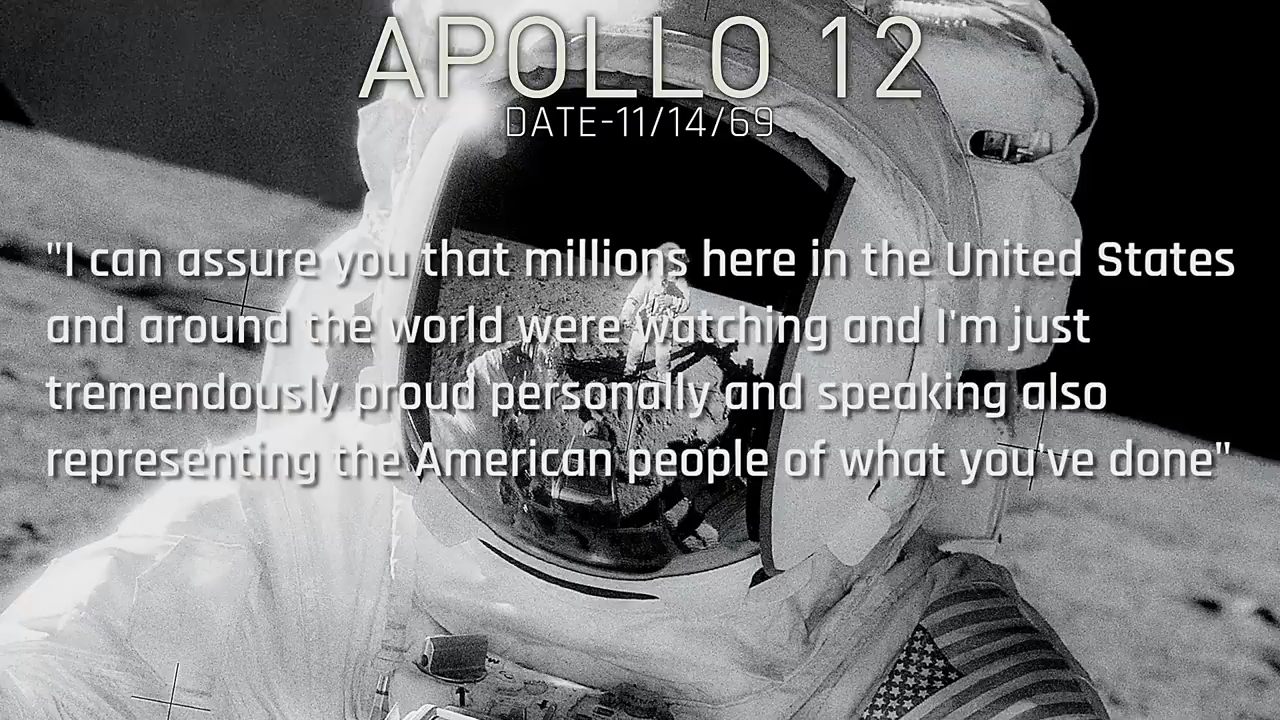 APOLLO 12
DATE-11/14/69
"I can assure you that millions here in the United States
and around the world were watching and I'm just
tremendously proud personally and speaking also
representing the American people of what you've done"